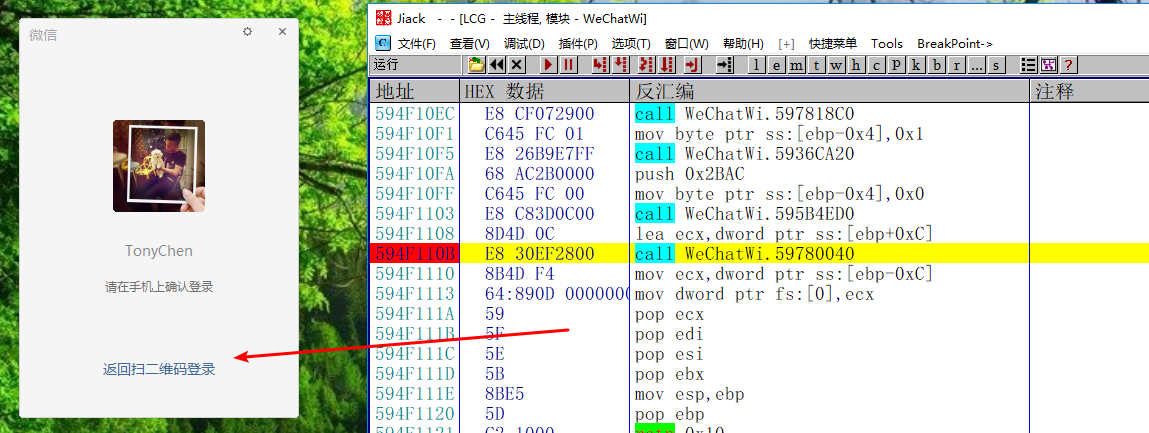 微信
TonyChen
请在手机上确认登录
返回扫二维码登录
Jiack - - [LCG - 主线程, 模块 - WeChatWi]
C 文件(F) 查看(V) 调试(D) 插件(P) 选项(T) 窗口(W) 帮助(H) [+] 快捷菜单 Tools BreakPoint->
运行 l e m t w h c p k b r ... s ?
地址 HEX 数据 反汇编 注释
594F10EC E8 CF072900 call WeChatWi.597818C0
594F10F1 C645 FC 01 mov byte ptr ss:[ebp-0x4],0x1
594F10F5 E8 26B9E7FF call WeChatWi.5936CA20
594F10FA 68 AC2B0000 push 0x2BAC
594F10FF C645 FC 00 mov byte ptr ss:[ebp-0x4],0x0
594F1103 E8 C83D0C00 call WeChatWi.595B4ED0
594F1108 8D4D 0C lea ecx,dword ptr ss:[ebp+0xC]
594F110B E8 30EF2800 call WeChatWi.59780040
594F1110 8B4D F4 mov ecx,dword ptr ss:[ebp-0xC]
594F1113 64:890D 0000000 mov dword ptr fs:[0],ecx
594F111A 59 pop ecx
594F111B 5F pop edi
594F111C 5E pop esi
594F111D 5B pop ebx
594F111E 8BE5 mov esp,ebp
594F1120 5D pop ebp
594F1121 C2 1000 retn 0x10